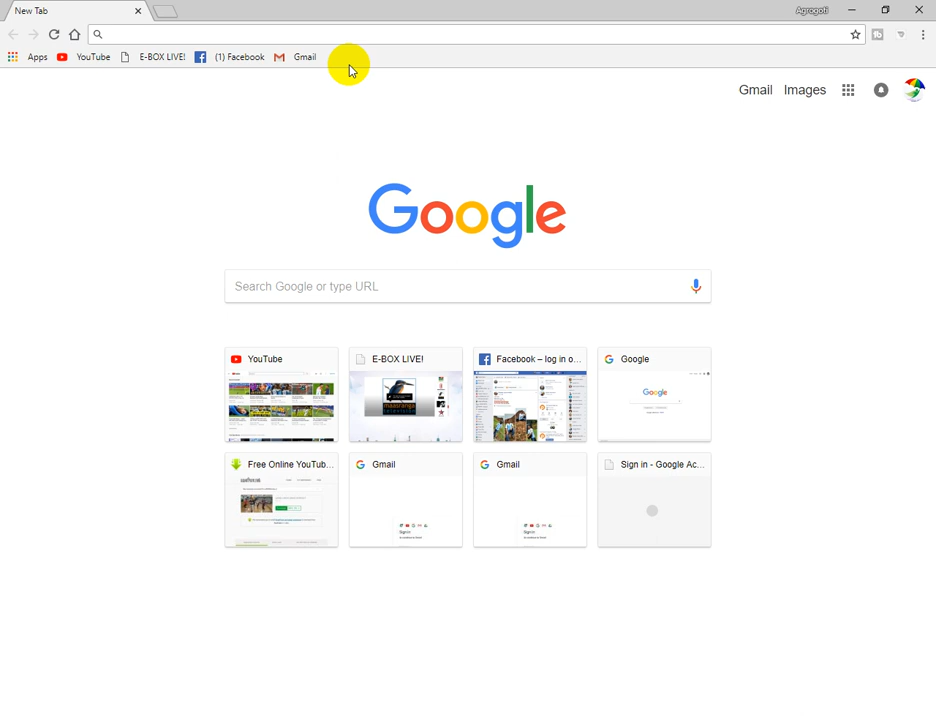 New Tab
Agrogoti
Apps YouTube E-BOX LIVE! (1) Facebook Gmail
Gmail Images
Google
Search Google or type URL
YouTube E-BOX LIVE! Facebook – log in o... Google
Free Online YouTub... Gmail Gmail Sign in - Google Ac...